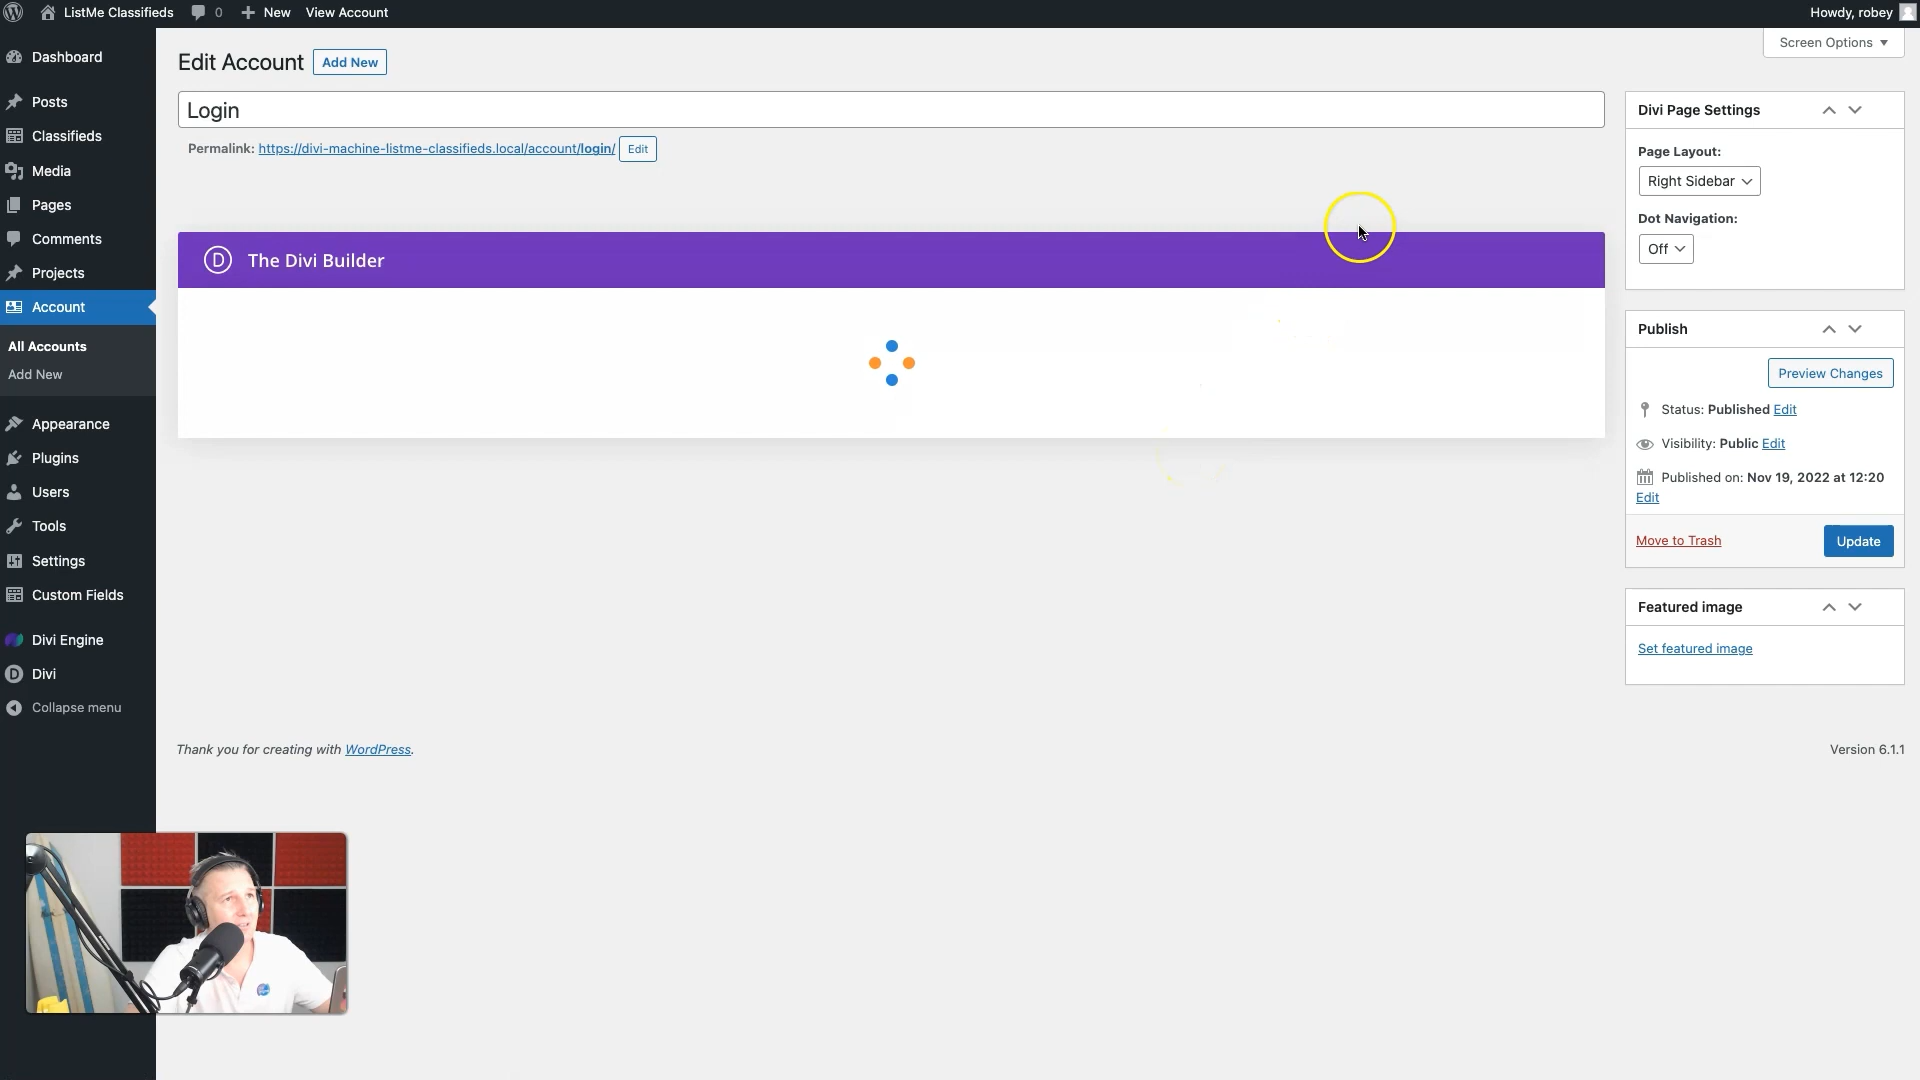 ListMe Classifieds
0
New
View Account
Howdy, robey
Dashboard
Posts
Classifieds
Media
Pages
Comments
Projects
Account
All Accounts
Add New
Appearance
Plugins
Users
Tools
Settings
Custom Fields
Divi Engine
D
Divi
Collapse menu
Screen Options
Edit Account
Add New
Login
Permalink: https://divi-machine-listme-classifieds.local/account/login/ Edit
D
The Divi Builder
Divi Page Settings
Page Layout:
Right Sidebar
Dot Navigation:
Off
Publish
Preview Changes
Status: Published Edit
Visibility: Public Edit
Published on: Nov 19, 2022 at 12:20
Edit
Move to Trash
Update
Featured image
Set featured image
Thank you for creating with WordPress.
Version 6.1.1